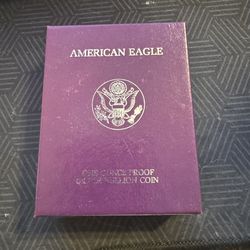 AMERICAN EAGLE
ONE OUNCE PROOF
SILVER BULLION COIN